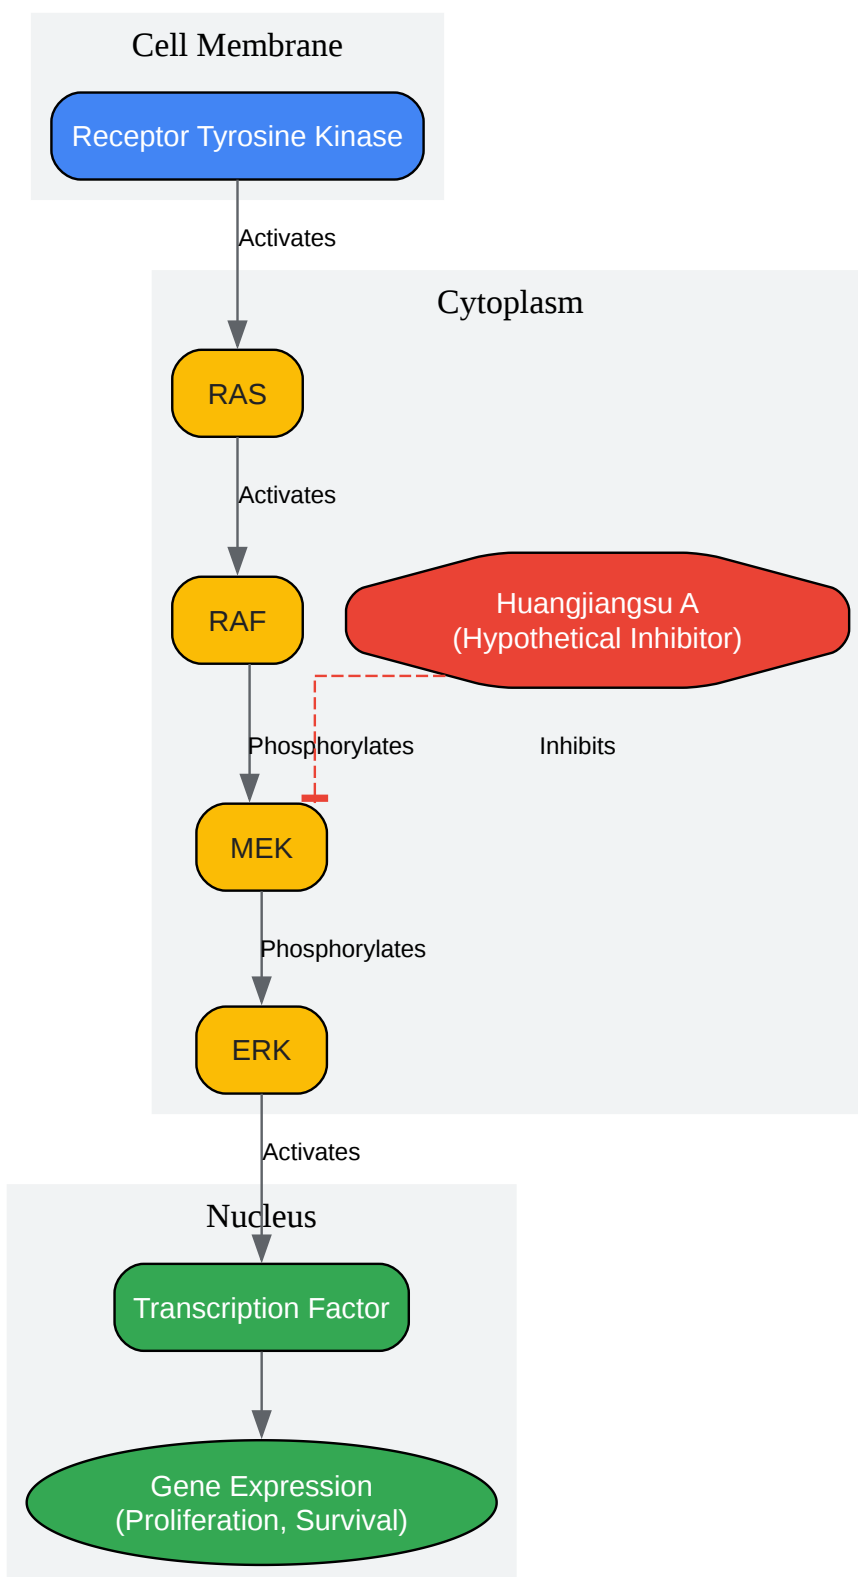 Cell Membrane
Receptor Tyrosine Kinase
Activates
Cytoplasm
RAS
Activates
RAF
Huangjiangsu A
(Hypothetical Inhibitor)
Phosphorylates
Inhibits
MEK
Phosphorylates
ERK
Activates
Nucleus
Transcription Factor
Gene Expression
(Proliferation, Survival)